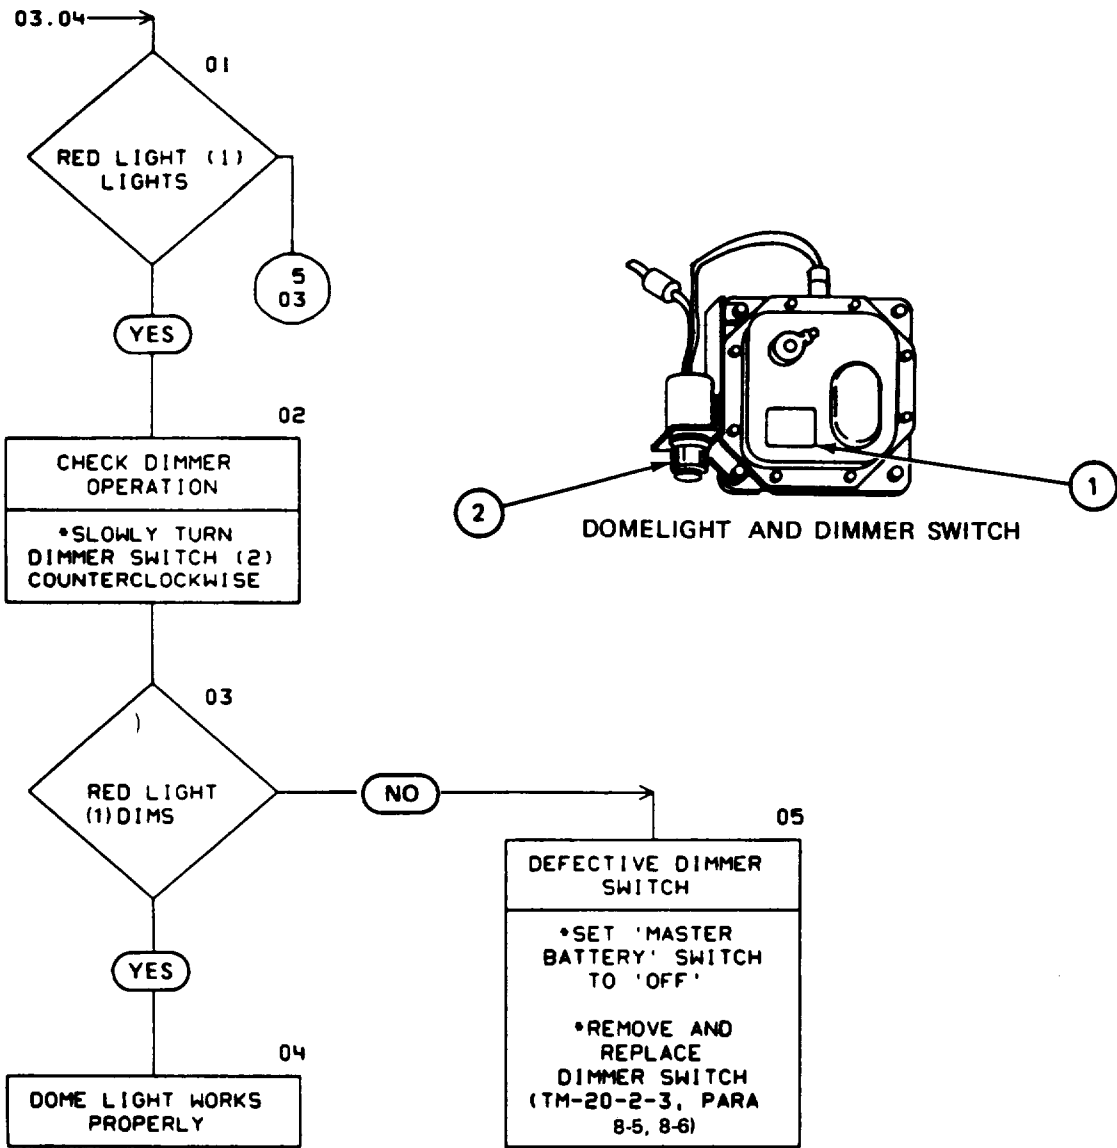 03.04
01
RED LIGHT (1)
LIGHTS
5
03
YES
02
CHECK DIMMER
OPERATION
*SLOWLY TURN
DIMMER SWITCH (2)
COUNTERCLOCKWISE
2
1
DOMELIGHT AND DIMMER SWITCH
03
)
RED LIGHT
(1)DIMS
NO
05
DEFECTIVE DIMMER
SWITCH
*SET 'MASTER
BATTERY' SWITCH
TO 'OFF'
*REMOVE AND
REPLACE
DIMMER SWITCH
(TM-20-2-3, PARA
8-5, 8-6)
YES
04
DOME LIGHT WORKS
PROPERLY